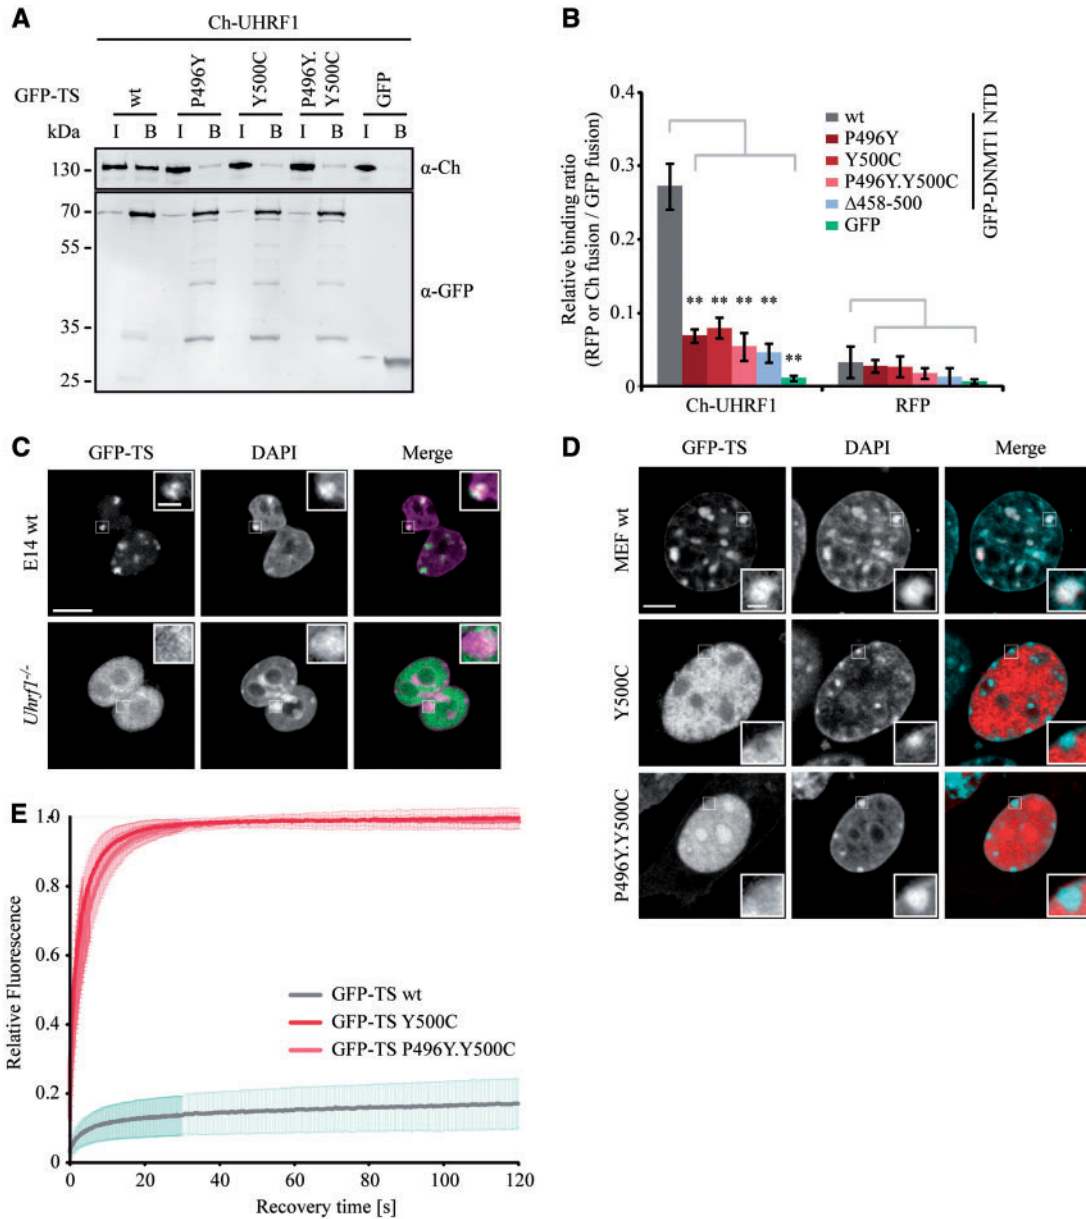 A
Ch-UHRF1
GFP-TS
wt
P496Y
Y500C
P496Y.
Y500C
GFP
kDa
I B I B I B I B I B
130
α-Ch
70
55
35
25
α-GFP
B
Relative binding ratio
(RFP or Ch fusion / GFP fusion)
0.4
0.3
0.2
0.1
0
wt
P496Y
Y500C
P496Y.Y500C
Δ458-500
GFP
GFP-DNMT1 NTD
** ** ** ** **
Ch-UHRF1 RFP
C
GFP-TS DAPI Merge
E14 wt
Uhrf1-/-
D
GFP-TS DAPI Merge
MEF wt
Y500C
P496Y.Y500C
E
Relative Fluorescence
1.0
0.8
0.6
0.4
0.2
0
GFP-TS wt
GFP-TS Y500C
GFP-TS P496Y.Y500C
0 20 40 60 80 100 120
Recovery time [s]